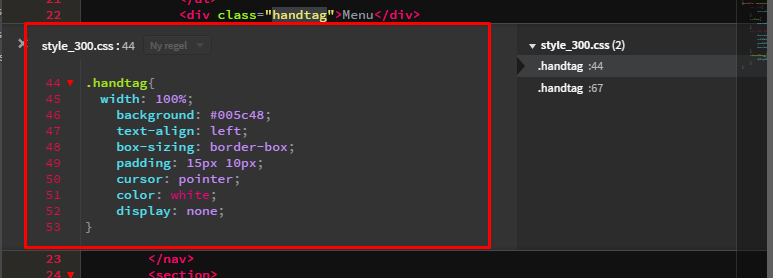 21 </ul>
22 <div class="handtag">Menu</div>
style_300.css : 44 Ny regel
44 .handtag{
45 width: 100%;
46 background: #005c48;
47 text-align: left;
48 box-sizing: border-box;
49 padding: 15px 10px;
50 cursor: pointer;
51 color: white;
52 display: none;
53 }
style_300.css (2)
.handtag :44
.handtag :67
23 </nav>
24 <section>